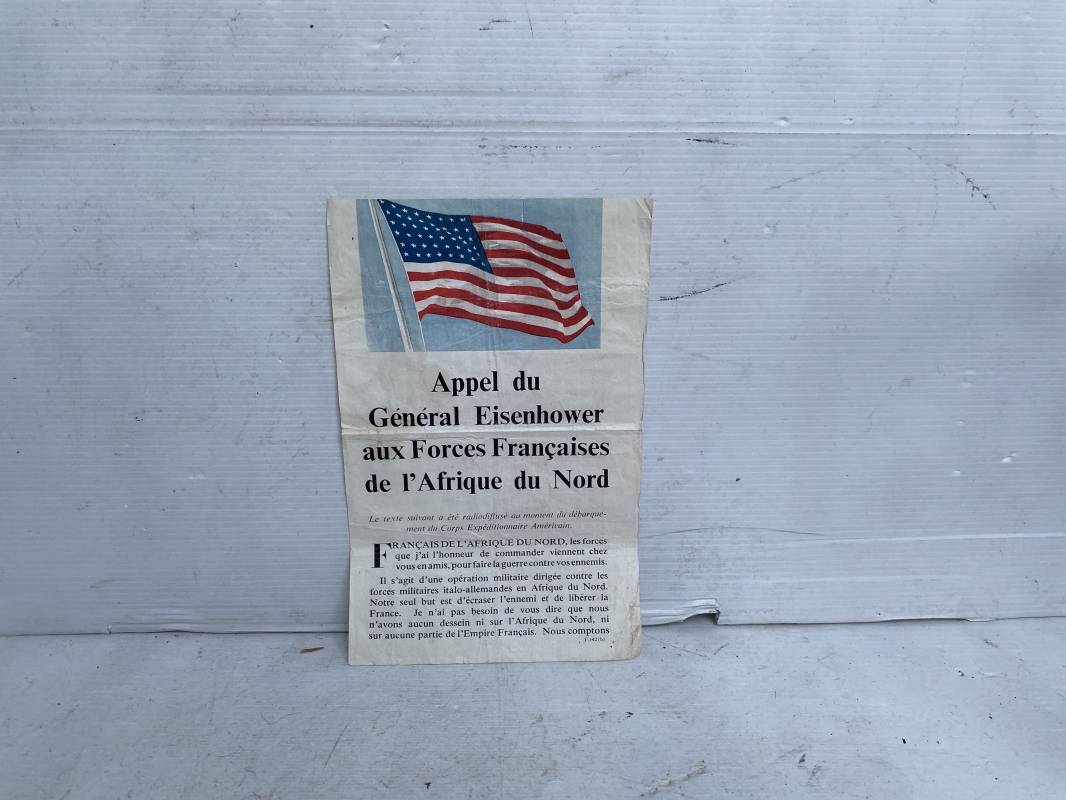 Appel du
Général Eisenhower
aux Forces Françaises
de l'Afrique du Nord
Le texte suivant a été radiodiffusé au moment du débarque-
ment du Corps Expéditionnaire Américain.
FRANÇAIS DE L'AFRIQUE DU NORD, les forces
que j'ai l'honneur de commander viennent chez
vous en amis, pour faire la guerre contre vos ennemis.
Il s'agit d'une opération militaire dirigée contre les
forces militaires italo-allemandes en Afrique du Nord.
Notre seul but est d'écraser l'ennemi et de libérer la
France. Je n'ai pas besoin de vous dire que nous
n'avons aucun dessein ni sur l'Afrique du Nord, ni
sur aucune partie de l'Empire Français. Nous comptons